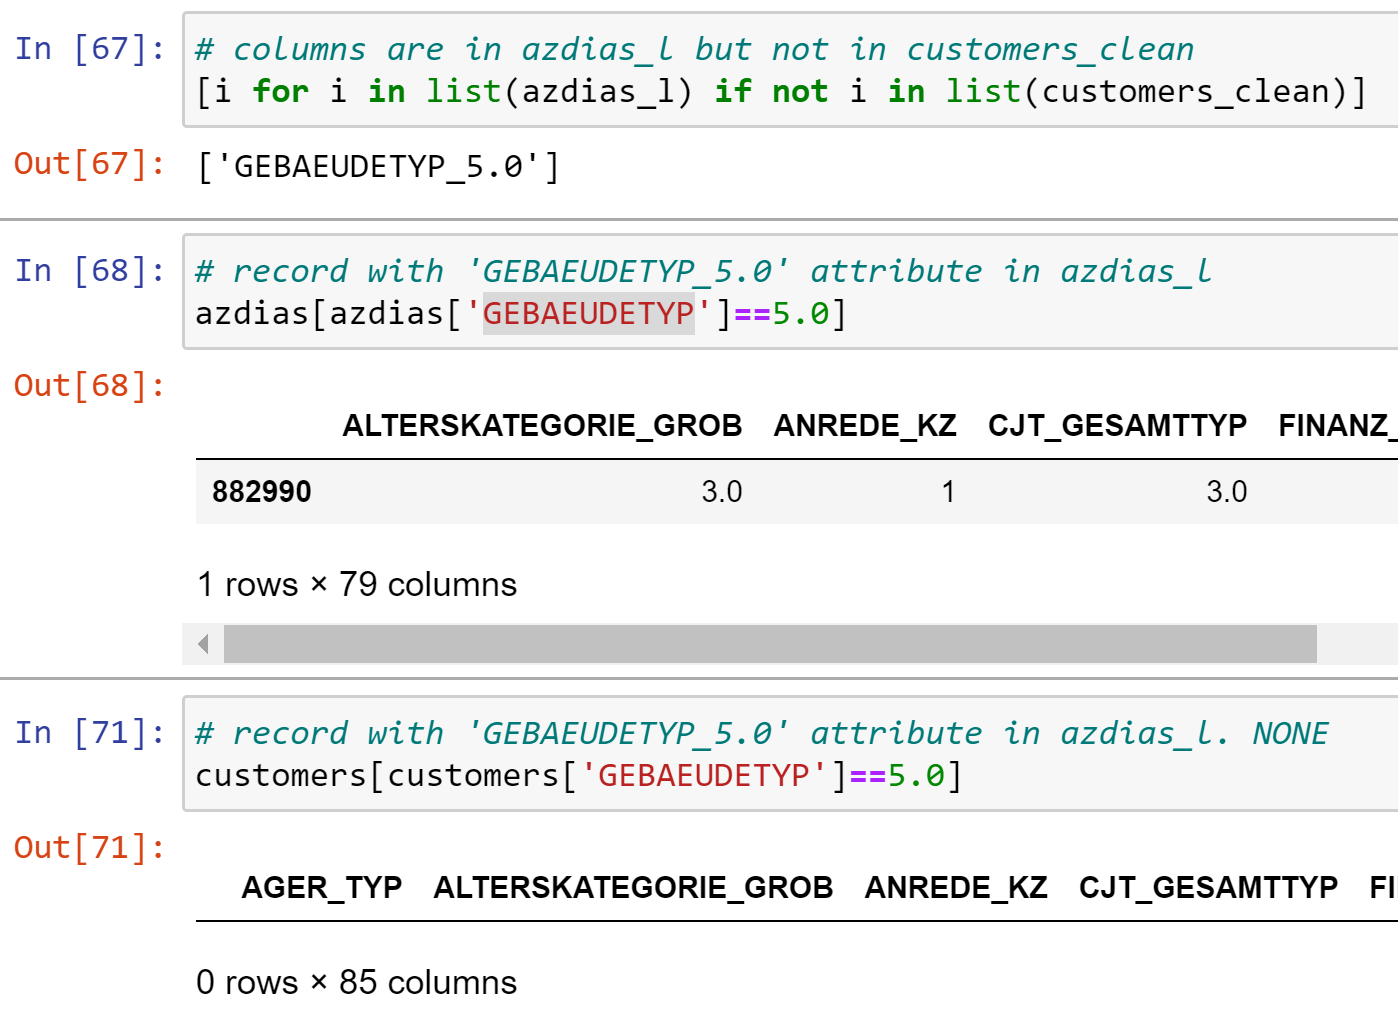 In [67]: # columns are in azdias_l but not in customers_clean
[i for i in list(azdias_l) if not i in list(customers_clean)]
Out[67]: ['GEBAEUDETYP_5.0']
In [68]: # record with 'GEBAEUDETYP_5.0' attribute in azdias_l
azdias[azdias['GEBAEUDETYP']==5.0]
Out[68]:
ALTERSKATEGORIE_GROB ANREDE_KZ CJT_GESAMTTYP FINANZ_
882990 3.0 1 3.0
1 rows × 79 columns
In [71]: # record with 'GEBAEUDETYP_5.0' attribute in azdias_l. NONE
customers[customers['GEBAEUDETYP']==5.0]
Out[71]:
AGER_TYP ALTERSKATEGORIE_GROB ANREDE_KZ CJT_GESAMTTYP FI
0 rows × 85 columns